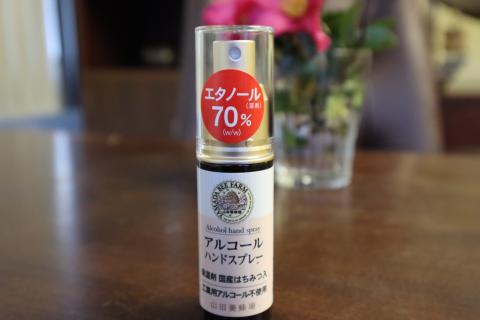 エタノール
(溶剤)
70%
(w/w)
YAMADA BEE FARM
Alcohol hand spray
アルコール
ハンドスプレー
保湿剤 国産はちみつ入
工業用アルコール不使用
山田養蜂場